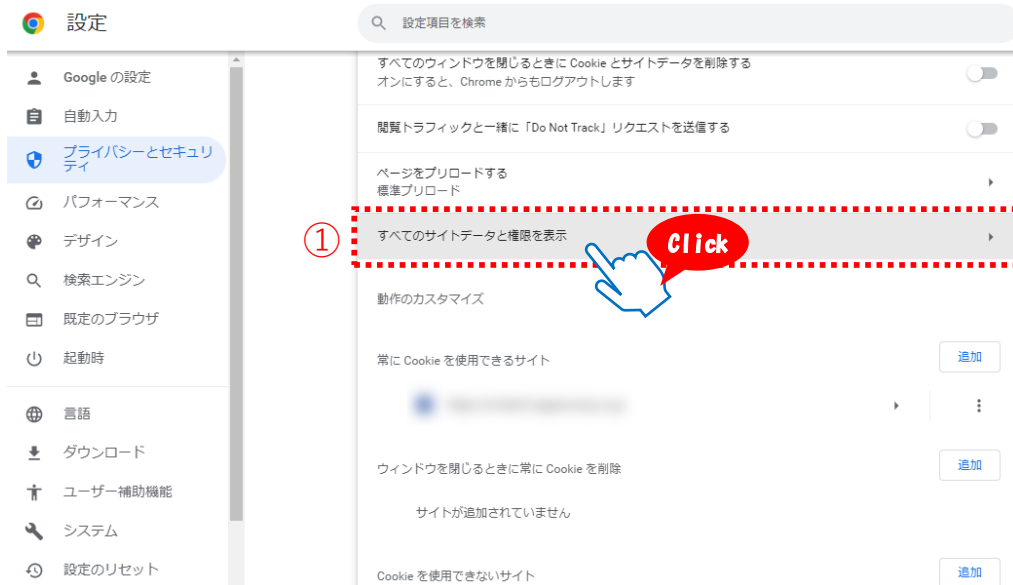 設定
設定項目を検索
Google の設定
自動入力
プライバシーとセキュリ
ティ
パフォーマンス
デザイン
検索エンジン
既定のブラウザ
起動時
言語
ダウンロード
ユーザー補助機能
システム
設定のリセット
すべてのウィンドウを閉じるときに Cookie とサイトデータを削除する
オンにすると、Chrome からもログアウトします
閲覧トラフィックと一緒に「Do Not Track」リクエストを送信する
ページをプリロードする
標準プリロード
①
すべてのサイトデータと権限を表示
Click
動作のカスタマイズ
常に Cookie を使用できるサイト
追加
ウィンドウを閉じるときに常に Cookie を削除
追加
サイトが追加されていません
Cookie を使用できないサイト
追加